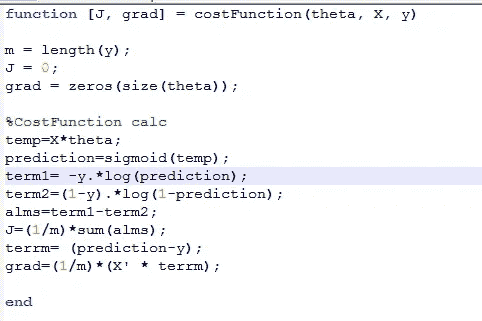 function [J, grad] = costFunction(theta, X, y)
m = length(y);
J = 0;
grad = zeros(size(theta));
%CostFunction calc
temp=X*theta;
prediction=sigmoid(temp);
term1= -y.*log(prediction);
term2=(1-y).*log(1-prediction);
alms=term1-term2;
J=(1/m)*sum(alms);
terrm= (prediction-y);
grad=(1/m)*(X' * terrm);
end